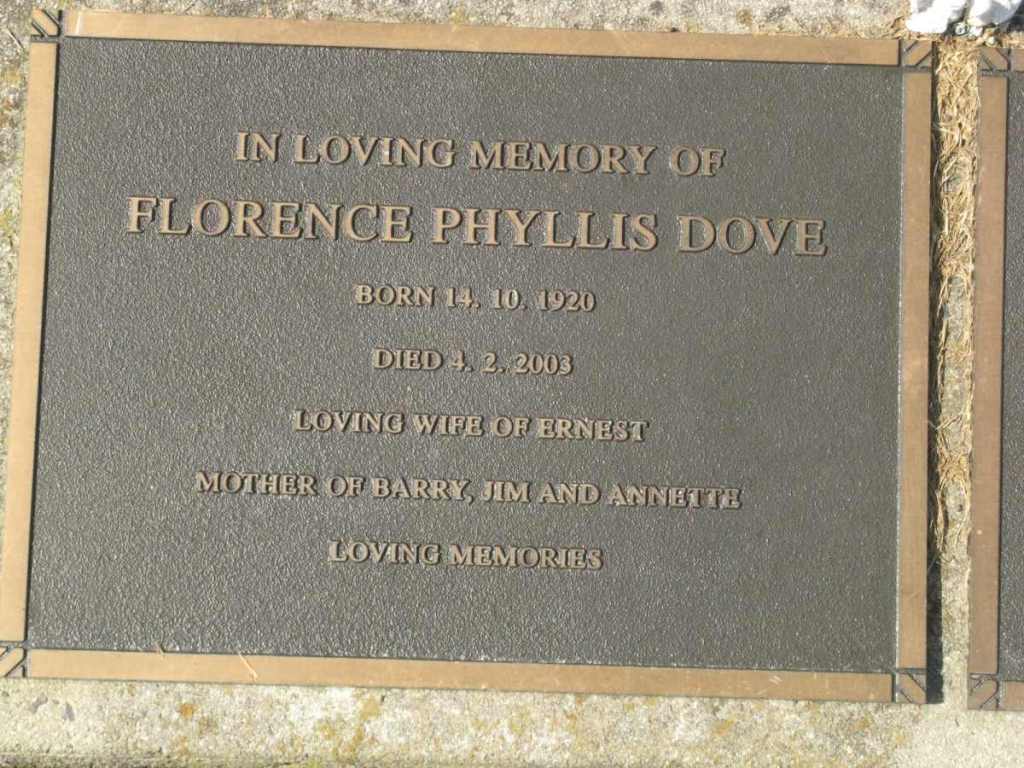 IN LOVING MEMORY OF
FLORENCE PHYLLIS DOVE
BORN 14. 10. 1920
DIED 4. 2. 2003
LOVING WIFE OF ERNEST
MOTHER OF BARRY, JIM AND ANNETTE
LOVING MEMORIES